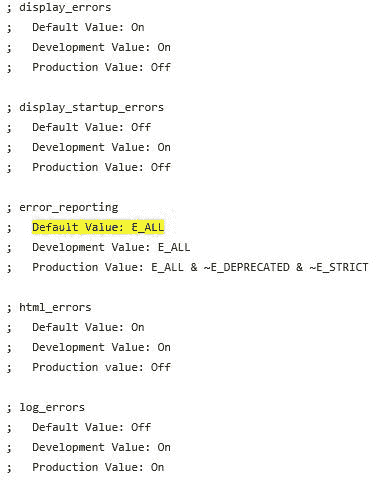 ; display_errors
;   Default Value: On
;   Development Value: On
;   Production Value: Off

; display_startup_errors
;   Default Value: Off
;   Development Value: On
;   Production Value: Off

; error_reporting
;   Default Value: E_ALL
;   Development Value: E_ALL
;   Production Value: E_ALL & ~E_DEPRECATED & ~E_STRICT

; html_errors
;   Default Value: On
;   Development Value: On
;   Production value: Off

; log_errors
;   Default Value: Off
;   Development Value: On
;   Production Value: On